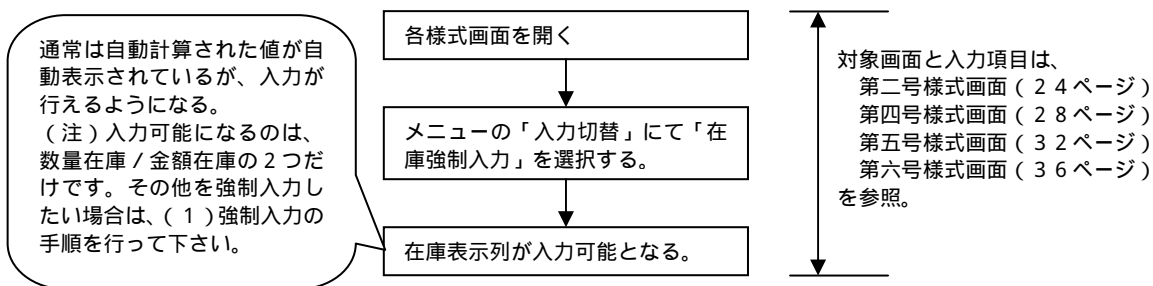 通常は自動計算された値が自
動表示されているが、入力が
行えるようになる。
(注)入力可能になるのは、
数量在庫/金額在庫の2つだ
けです。その他を強制入力し
たい場合は、(1)強制入力の
手順を行って下さい。
各様式画面を開く
メニューの「入力切替」にて「在
庫強制入力」を選択する。
在庫表示列が入力可能となる。
対象画面と入力項目は、
第二号様式画面(24ページ)
第四号様式画面(28ページ)
第五号様式画面(32ページ)
第六号様式画面(36ページ)
を参照。